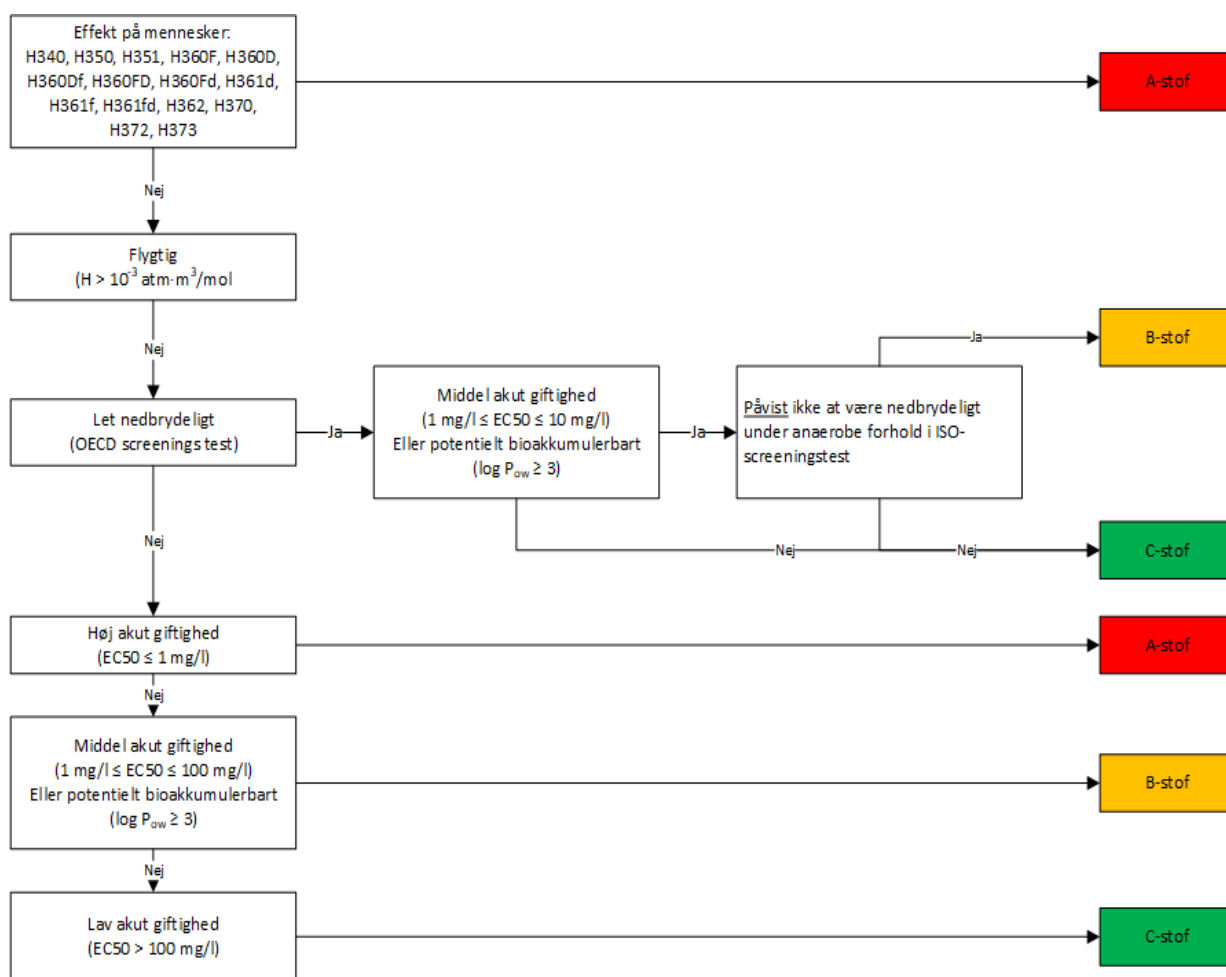 Effekt på mennesker:
H340, H350, H351, H360F, H360D,
H360Df, H360FD, H360Fd, H361d,
H361f, H361fd, H362, H370,
H372, H373
A-stof
Nej
Flygtig
(H > 10⁻³ atm·m³/mol
Nej
Let nedbrydeligt
(OECD screenings test)
Ja
Middel akut giftighed
(1 mg/l ≤ EC50 ≤ 10 mg/l)
Eller potentielt bioakkumulerbart
(log Pow ≥ 3)
Ja
Påvist ikke at være nedbrydeligt
under anaerobe forhold i ISO-
screeningstest
Ja
B-stof
Nej
Nej
C-stof
Nej
Høj akut giftighed
(EC50 ≤ 1 mg/l)
A-stof
Nej
Middel akut giftighed
(1 mg/l ≤ EC50 ≤ 100 mg/l)
Eller potentielt bioakkumulerbart
(log Pow ≥ 3)
B-stof
Nej
Lav akut giftighed
(EC50 > 100 mg/l)
C-stof